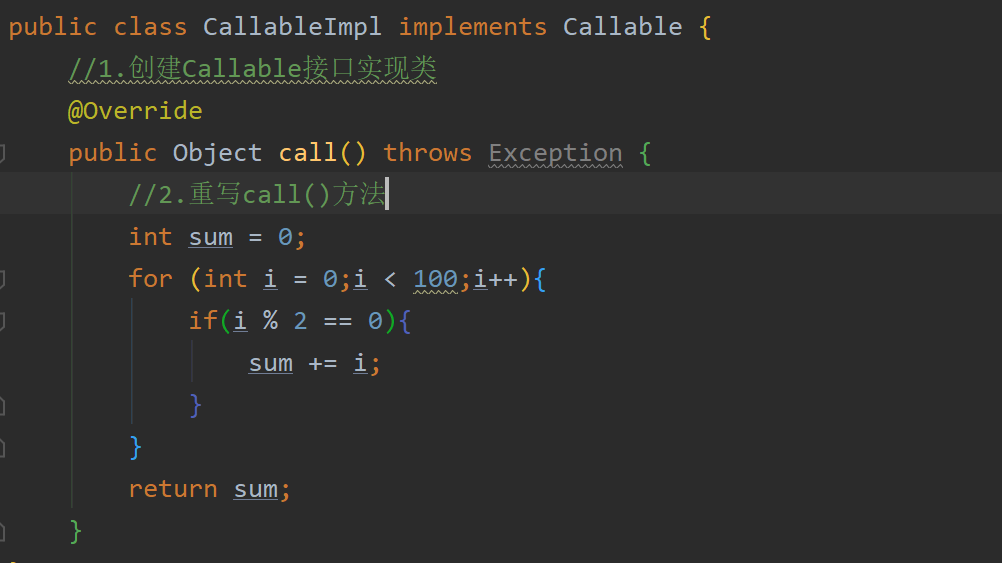 public class CallableImpl implements Callable {
//1.创建Callable接口实现类
@Override
public Object call() throws Exception {
//2.重写call()方法
int sum = 0;
for (int i = 0;i < 100;i++){
if(i % 2 == 0){
sum += i;
}
}
return sum;
}